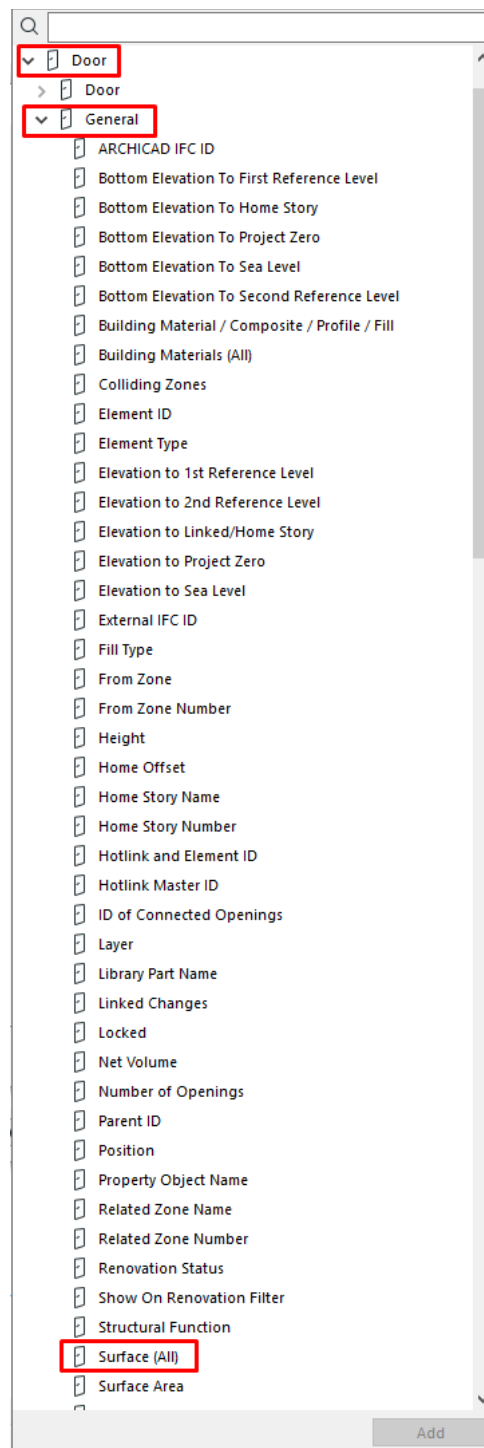 Door
Door
General
ARCHICAD IFC ID
Bottom Elevation To First Reference Level
Bottom Elevation To Home Story
Bottom Elevation To Project Zero
Bottom Elevation To Sea Level
Bottom Elevation To Second Reference Level
Building Material / Composite / Profile / Fill
Building Materials (All)
Colliding Zones
Element ID
Element Type
Elevation to 1st Reference Level
Elevation to 2nd Reference Level
Elevation to Linked/Home Story
Elevation to Project Zero
Elevation to Sea Level
External IFC ID
Fill Type
From Zone
From Zone Number
Height
Home Offset
Home Story Name
Home Story Number
Hotlink and Element ID
Hotlink Master ID
ID of Connected Openings
Layer
Library Part Name
Linked Changes
Locked
Net Volume
Number of Openings
Parent ID
Position
Property Object Name
Related Zone Name
Related Zone Number
Renovation Status
Show On Renovation Filter
Structural Function
Surface (All)
Surface Area
Add